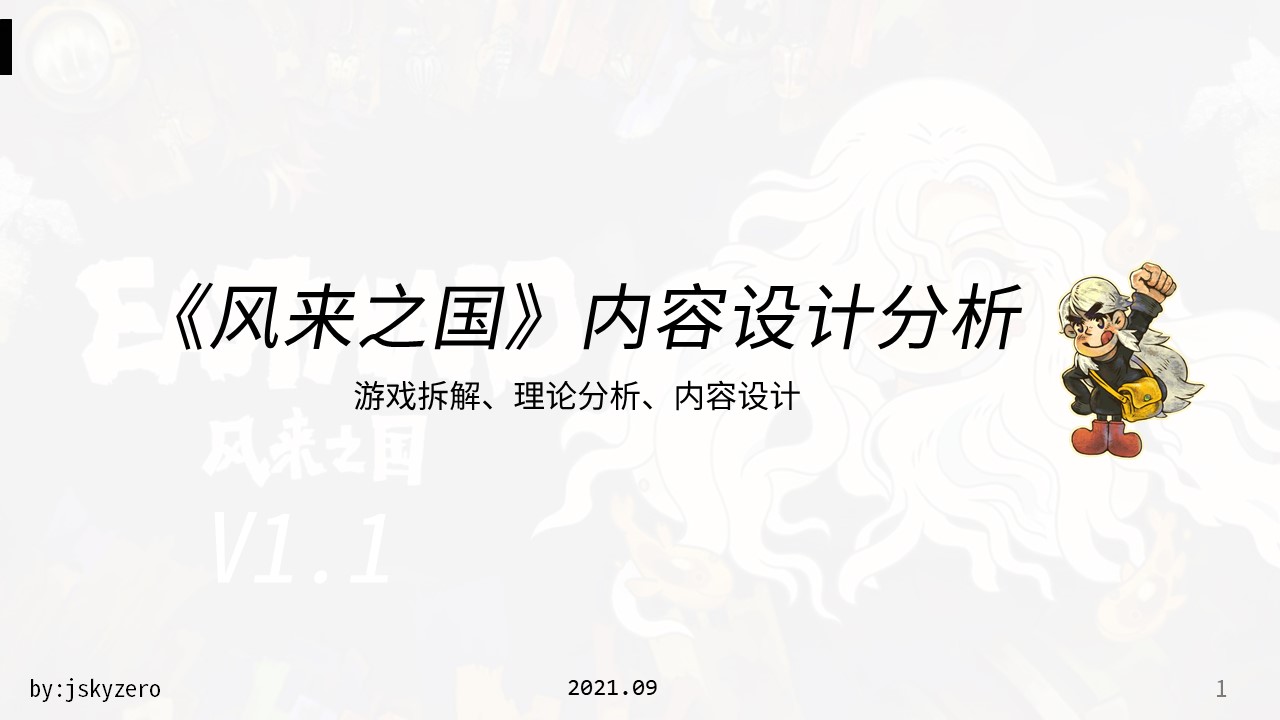 EASTWARD
《风来之国》内容设计分析
游戏拆解、理论分析、内容设计
风来之国
V1.1
by:jskyzero
2021.09
1